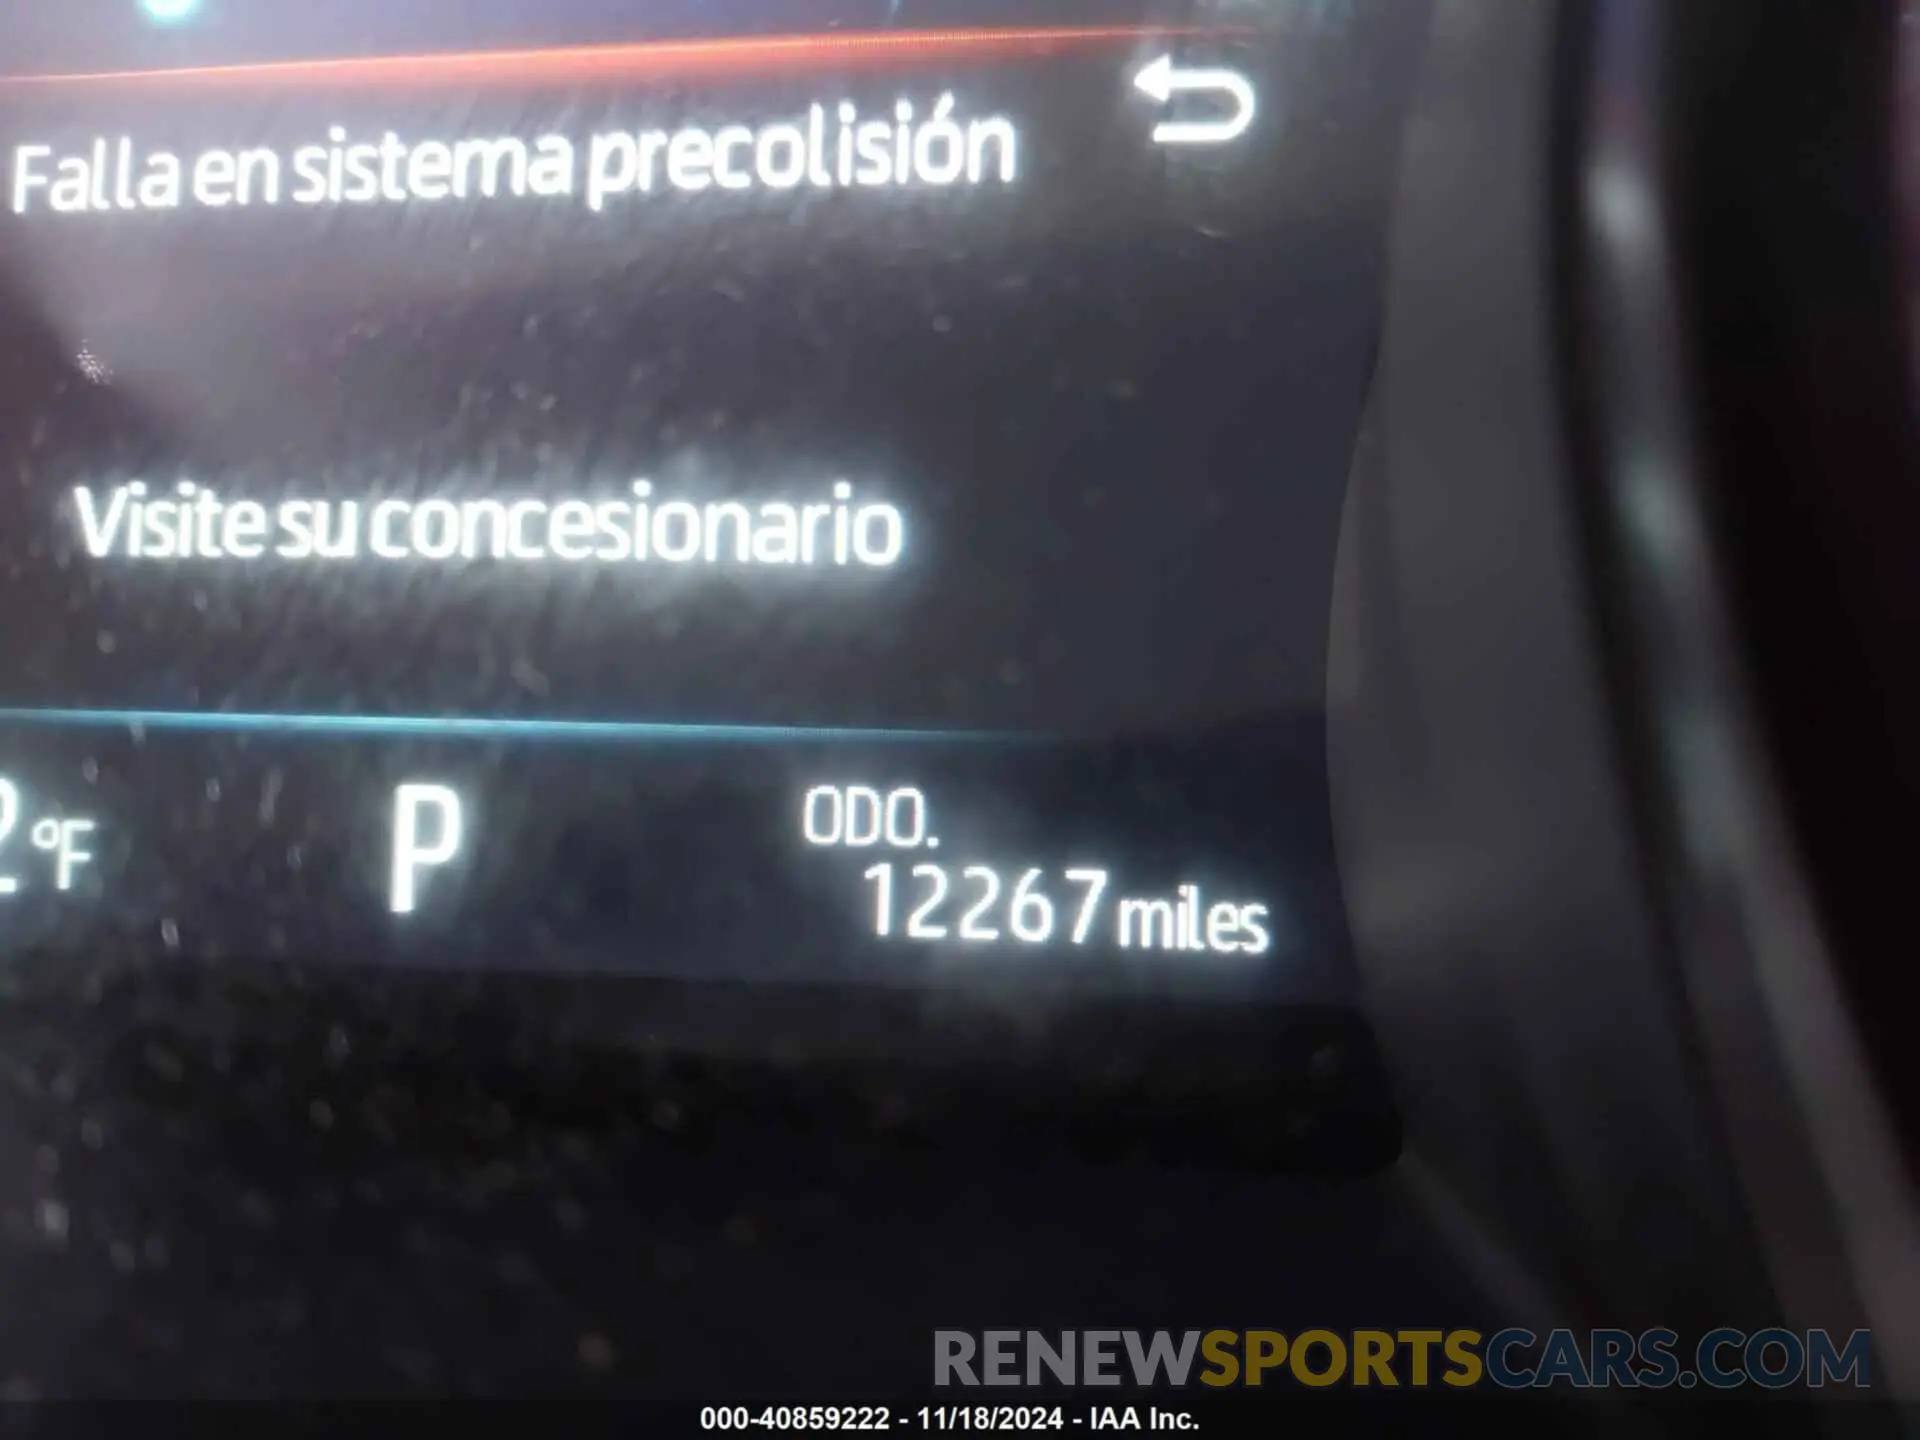 Falla en sistema precolisión
Visite su concesionario
2 °F
P
ODO.
12267 miles
RENEWSPORTSCARS.COM
000-40859222 - 11/18/2024 - IAA Inc.